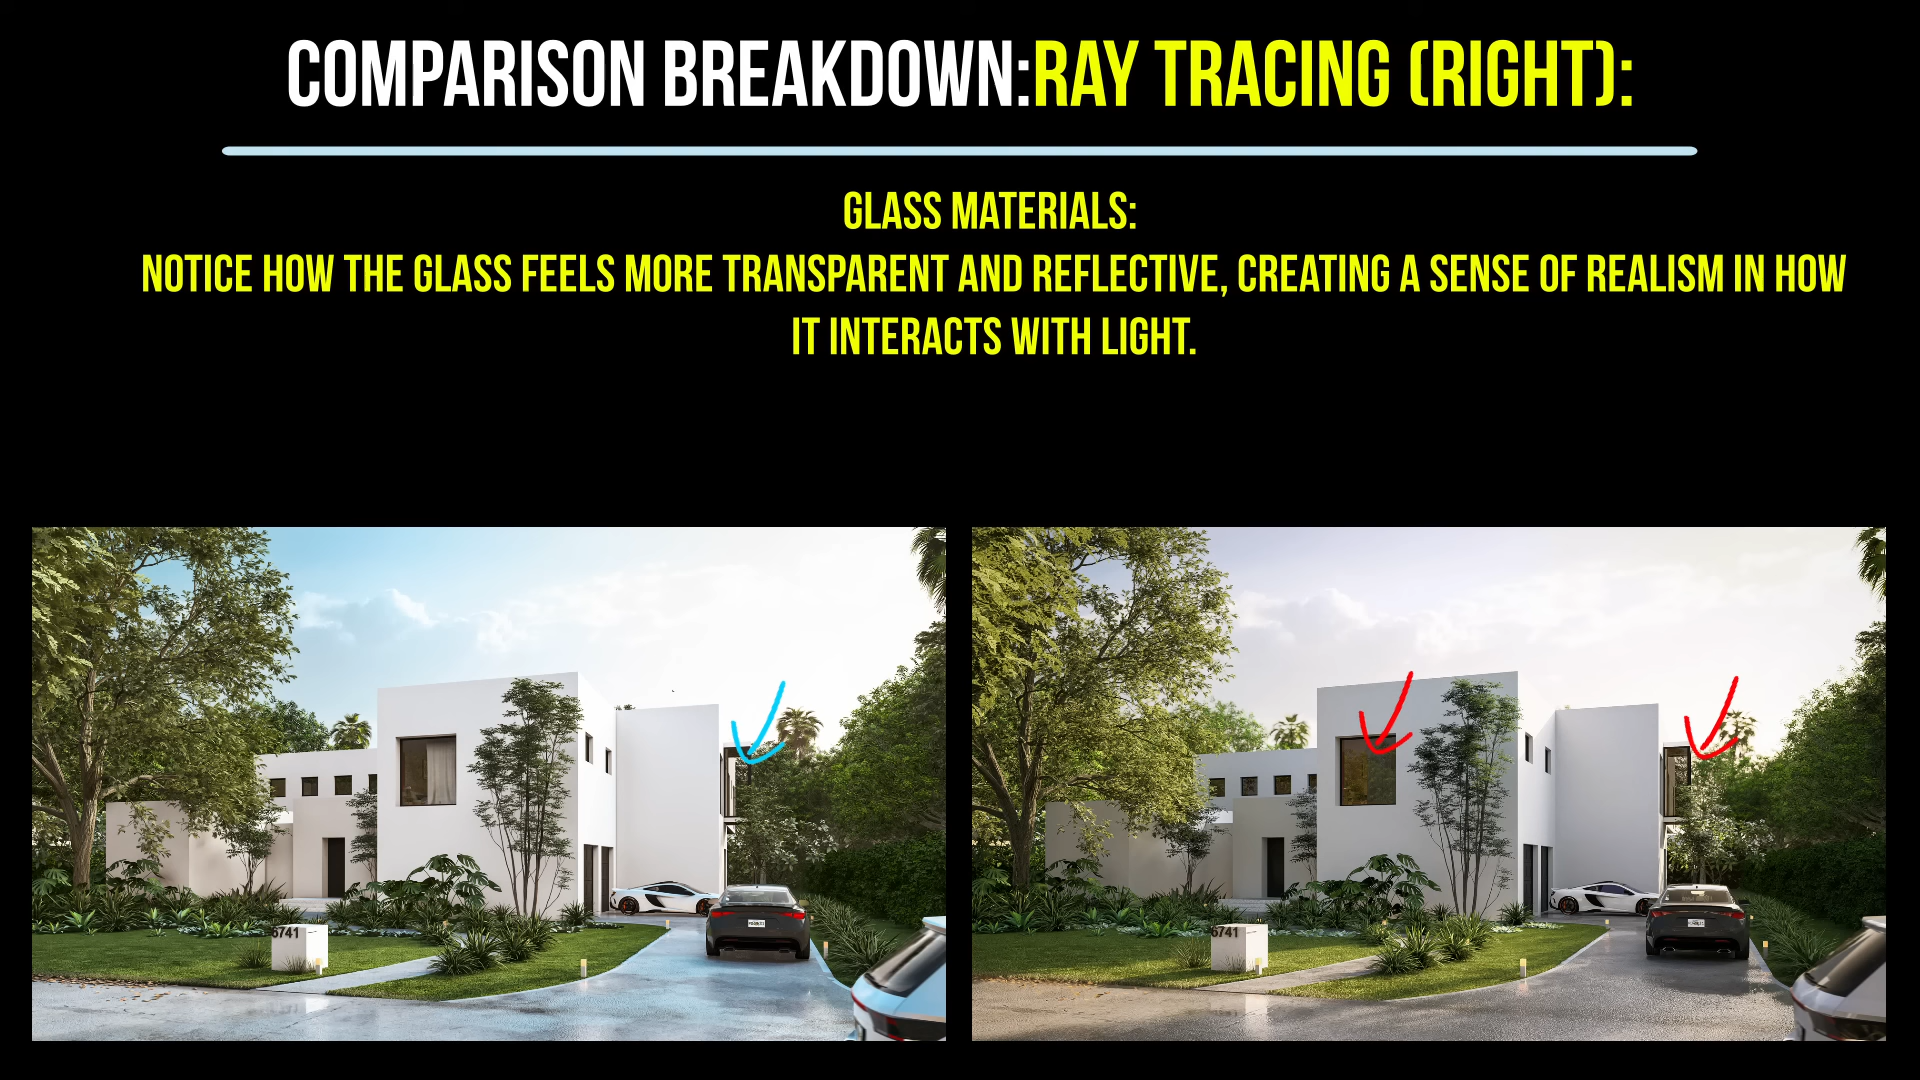 COMPARISON BREAKDOWN:RAY TRACING (RIGHT):
GLASS MATERIALS:
NOTICE HOW THE GLASS FEELS MORE TRANSPARENT AND REFLECTIVE, CREATING A SENSE OF REALISM IN HOW
IT INTERACTS WITH LIGHT.
6741
6741